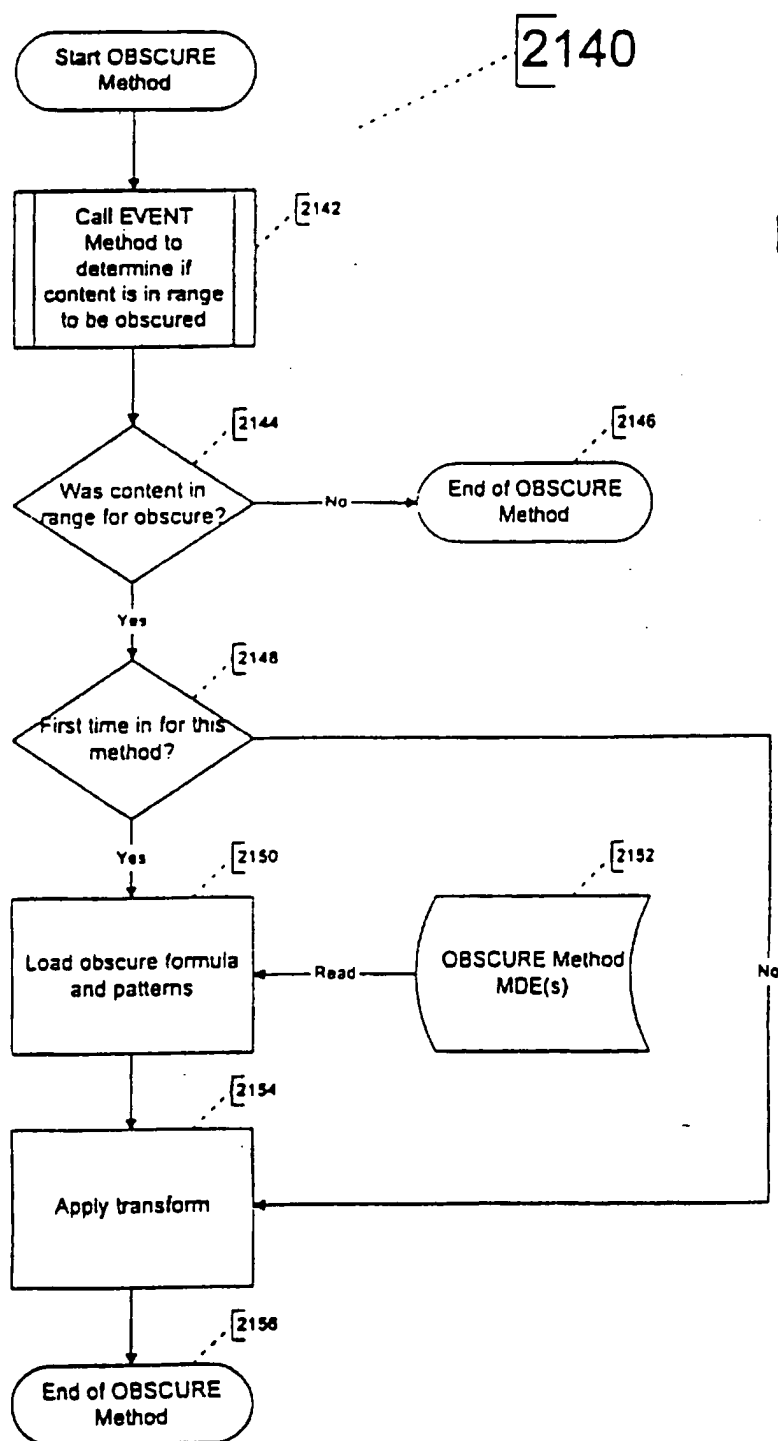 2140
Start OBSCURE
Method
2142
Call EVENT
Method to
determine if
content is in range
to be obscured
2144
Was content in
range for obscure?
No
2146
End of OBSCURE
Method
Yes
2148
First time in for this
method?
No
Yes
2150
Load obscure formula
and patterns
Read
2152
OBSCURE Method
MDE(s)
2154
Apply transform
2156
End of OBSCURE
Method